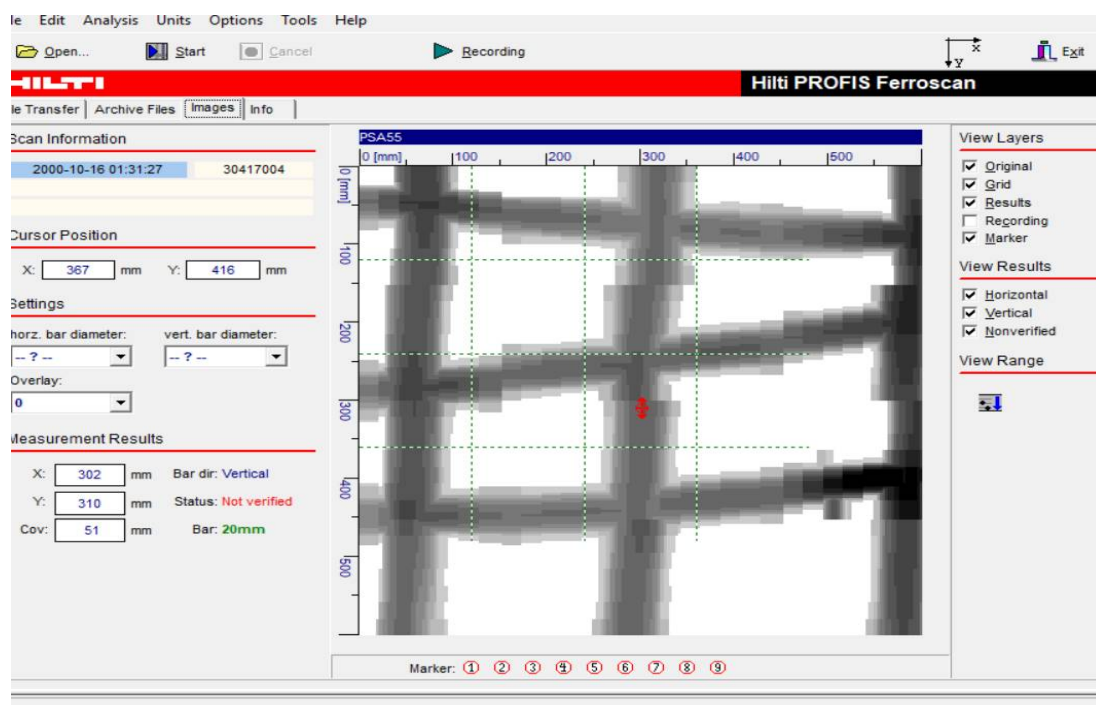 le Edit Analysis Units Options Tools Help
Open... Start Cancel Recording x y Exit
HILTI Hilti PROFIS Ferroscan
le Transfer Archive Files Images Info
Scan Information
2000-10-16 01:31:27 30417004
Cursor Position
X: 367 mm Y: 416 mm
Settings
horz. bar diameter: vert. bar diameter:
-- ? -- -- ? --
Overlay:
0
Measurement Results
X: 302 mm Bar dir: Vertical
Y: 310 mm Status: Not verified
Cov: 51 mm Bar: 20mm
PSA55
0 [mm] 100 200 300 400 500
0 [mm]
100
200
300
400
500
Marker: ① ② ③ ④ ⑤ ⑥ ⑦ ⑧ ⑨
View Layers
Original
Grid
Results
Recording
Marker
View Results
Horizontal
Vertical
Nonverified
View Range